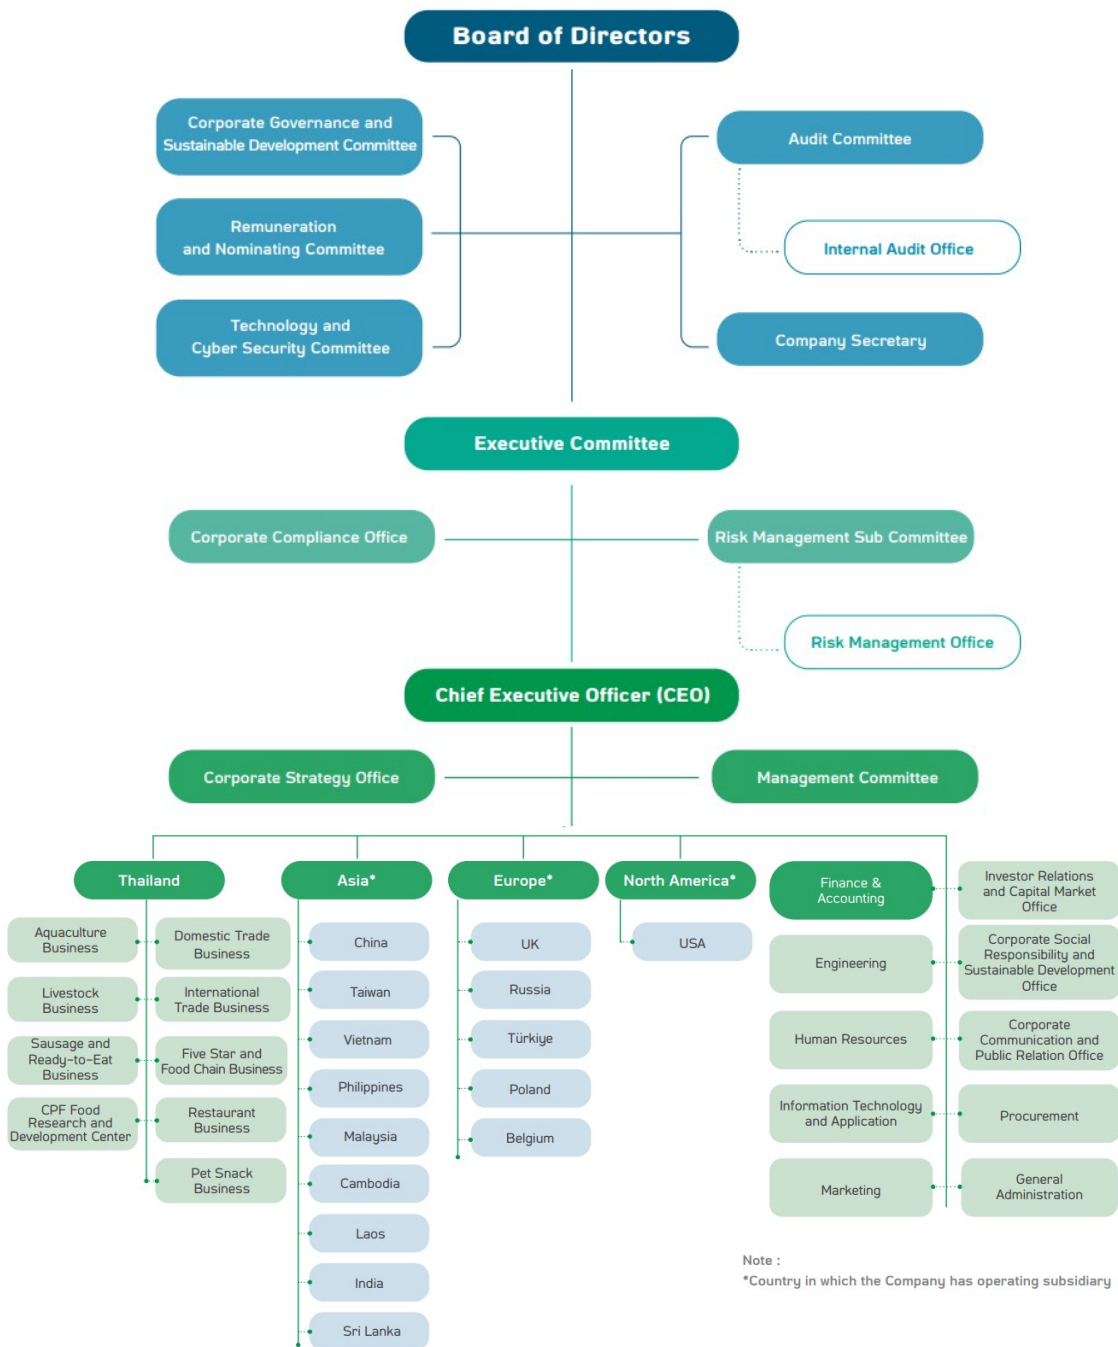 Board of Directors
Corporate Governance and
Sustainable Development Committee
Audit Committee
Remuneration
and Nominating Committee
Internal Audit Office
Technology and
Cyber Security Committee
Company Secretary
Executive Committee
Corporate Compliance Office
Risk Management Sub Committee
Risk Management Office
Chief Executive Officer (CEO)
Corporate Strategy Office
Management Committee
Thailand
Aquaculture
Business
Domestic Trade
Business
Livestock
Business
International
Trade Business
Sausage and
Ready-to-Eat
Business
Five Star and
Food Chain Business
CPF Food
Research and
Development Center
Restaurant
Business
Pet Snack
Business
Asia*
China
Taiwan
Vietnam
Philippines
Malaysia
Cambodia
Laos
India
Sri Lanka
Europe*
UK
Russia
Türkiye
Poland
Belgium
North America*
USA
Finance &
Accounting
Investor Relations
and Capital Market
Office
Engineering
Corporate Social
Responsibility and
Sustainable Development
Office
Human Resources
Corporate
Communication and
Public Relation Office
Information Technology
and Application
Procurement
Marketing
General
Administration
Note :
*Country in which the Company has operating subsidiary